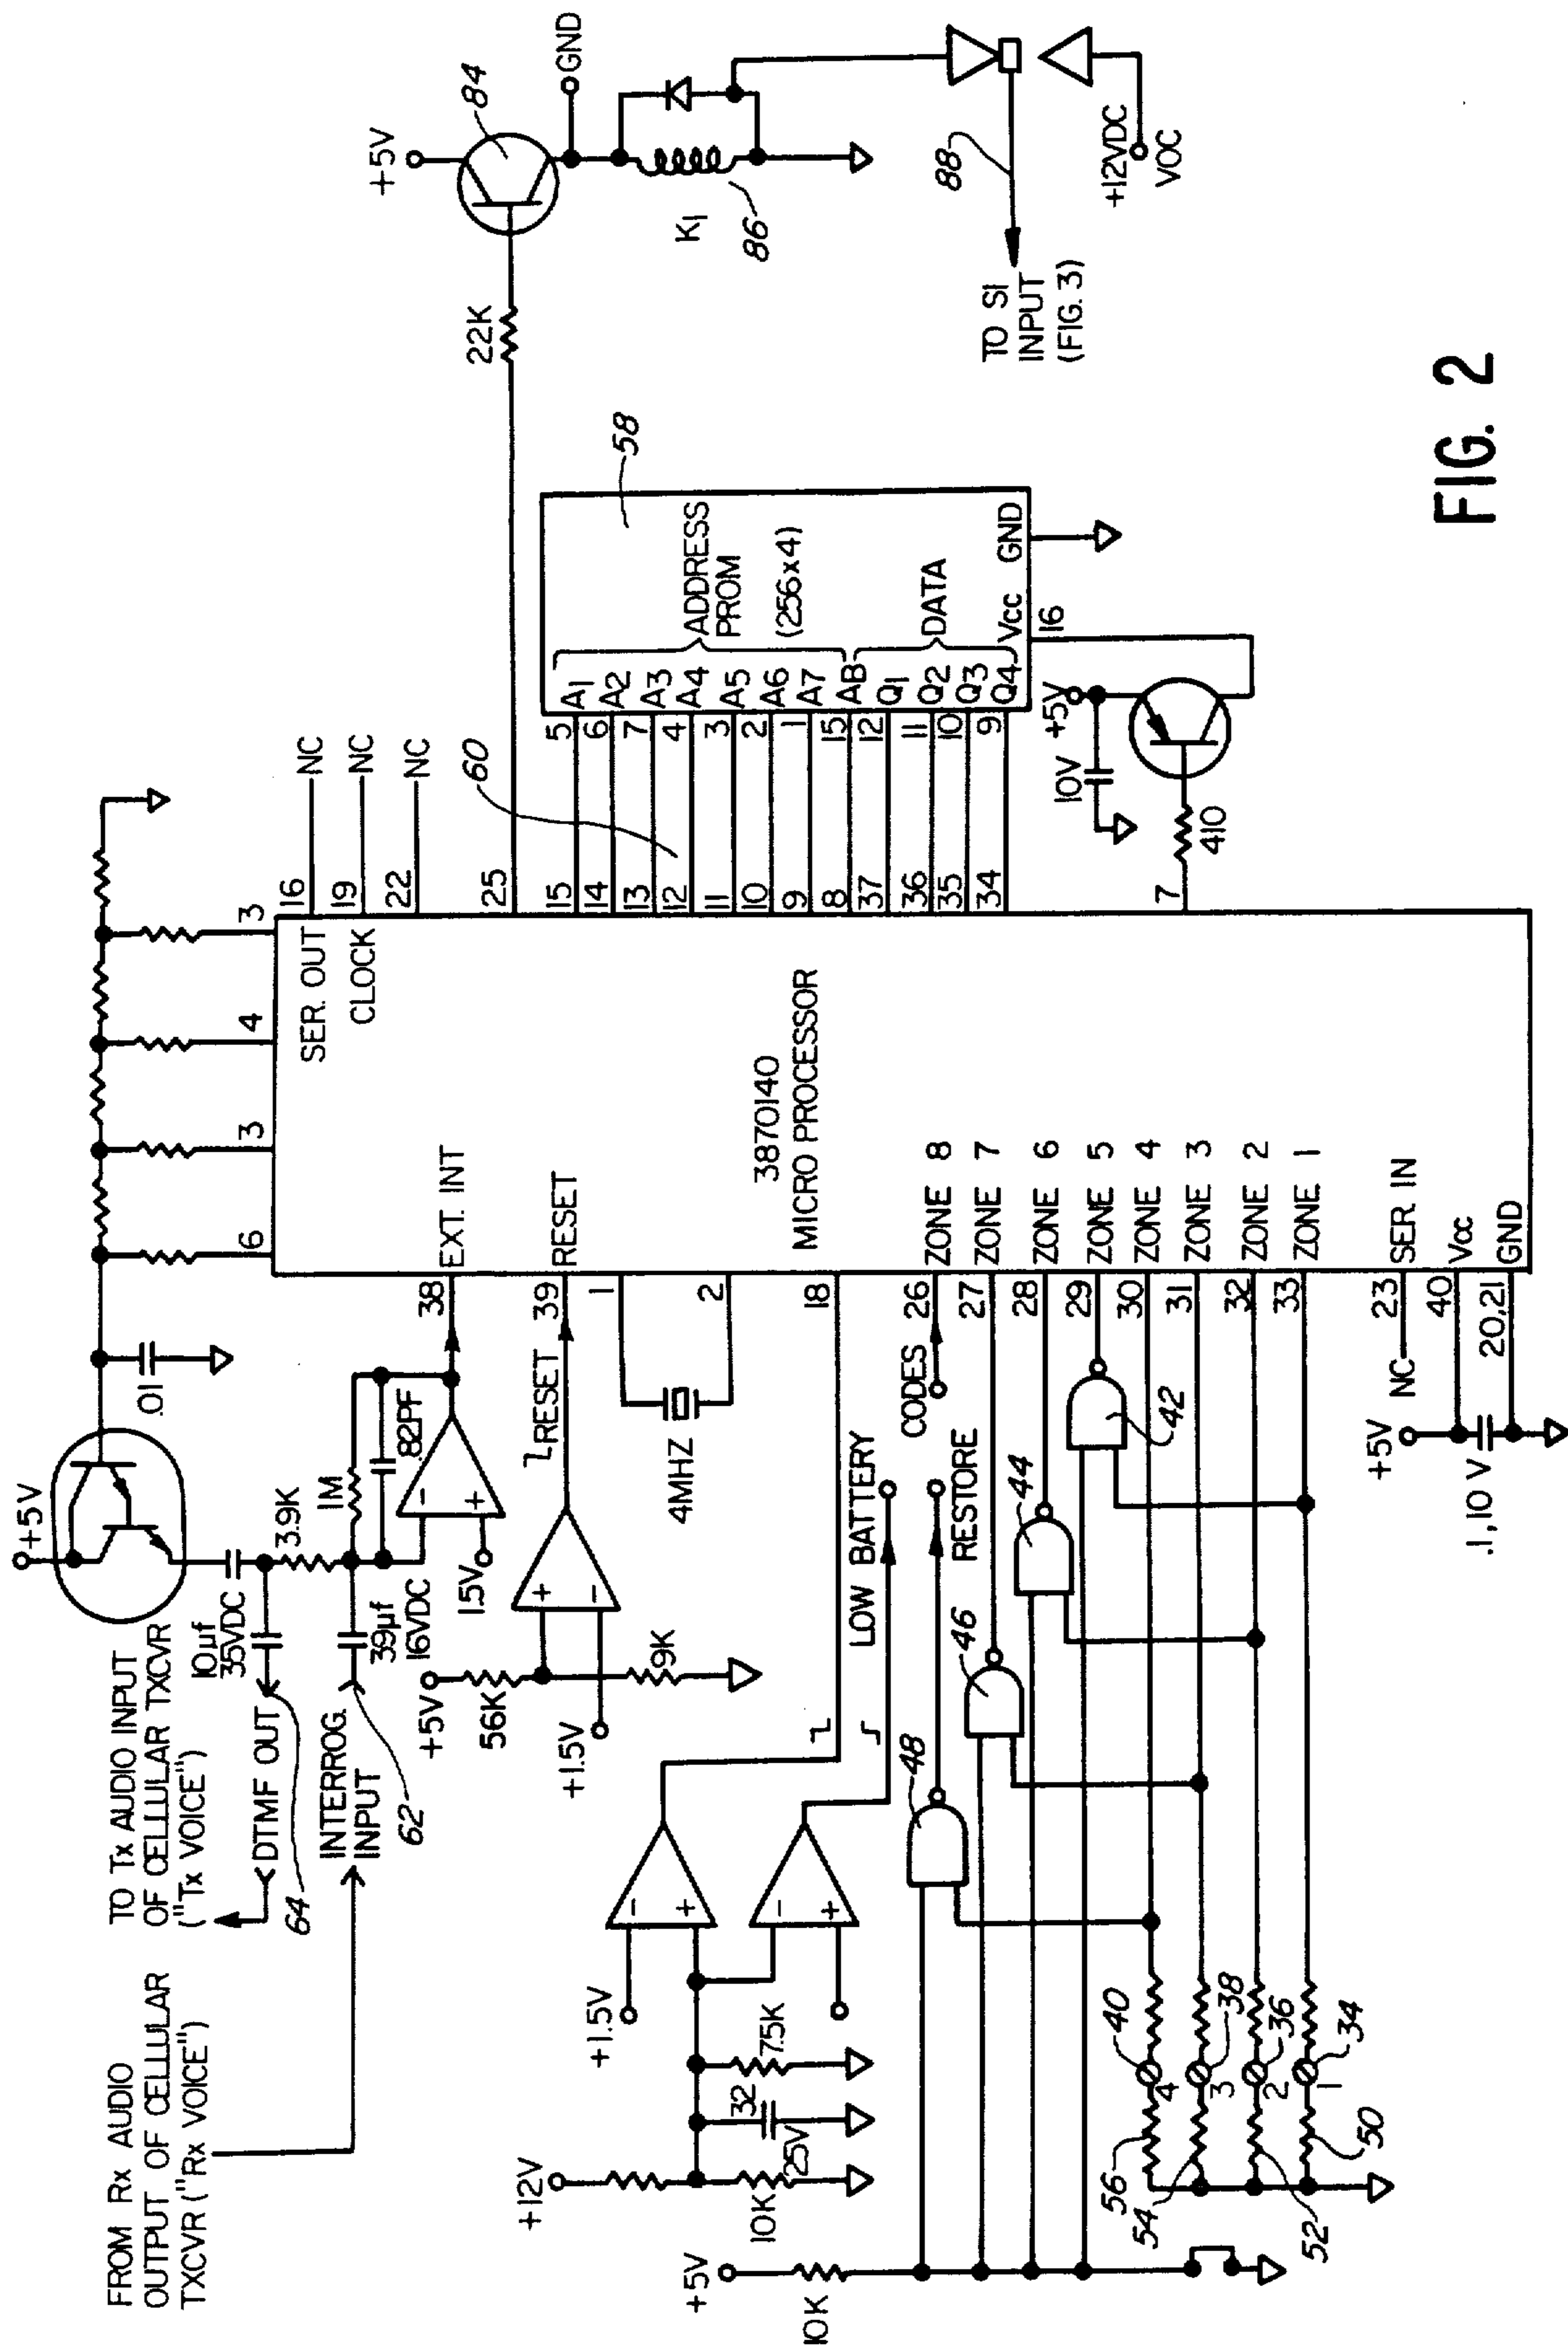 FROM Rx AUDIO
OUTPUT OF CELLULAR
TXCVR ("Rx VOICE")
TO Tx AUDIO INPUT
OF CELLULAR TXCVR
("Tx VOICE")
<DTMF OUT
64
INTERROG.
INPUT
62
+5V
10µf
35VDC
3.9K
.01
1M
.82PF
39µf
16VDC
1.5V
-
+
38
EXT. INT
6
3
4
3
SER. OUT
CLOCK
16
NC
19
NC
22
NC
+5V
56K
+1.5V
9K
+
-
RESET
39
RESET
1
2
4MHZ
18
3870140
MICRO PROCESSOR
25
22K
+5V
84
GND
K1
86
88
TO S1
INPUT
(FIG. 3)
+12VDC
VOC
60
58
15
14
13
12
11
10
9
8
37
36
35
34
5
6
7
4
3
2
1
15
12
11
10
9
A1
A2
A3
A4
A5
A6
A7
AB
Q1
Q2
Q3
Q4
ADDRESS
PROM
(256x4)
DATA
Vcc
GND
16
+5V
10V
410
7
+12V
10K
32
25V
7.5K
+1.5V
-
+
-
+
LOW BATTERY
RESTORE
CODES
26
27
28
29
30
31
32
33
ZONE 8
ZONE 7
ZONE 6
ZONE 5
ZONE 4
ZONE 3
ZONE 2
ZONE 1
48
46
44
42
+5V
10K
56
54
52
50
4
3
2
1
40
38
36
34
NC
23
SER. IN
+5V
40
Vcc
.1,10 V
20,21
GND
FIG. 2